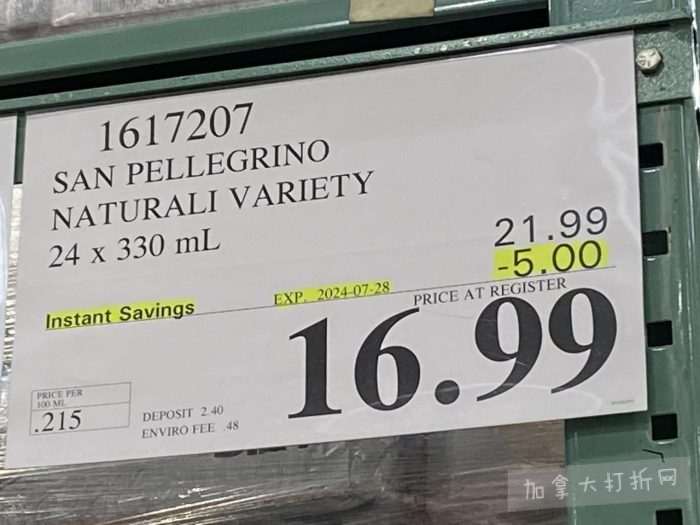 1617207
SAN PELLEGRINO
NATURALI VARIETY
24 x 330 mL
21.99
-5.00
Instant Savings
EXP. 2024-07-28
PRICE AT REGISTER
16.99
PRICE PER
100 ML
.215
DEPOSIT 2.40
ENVIRO FEE .48
加拿大打折网